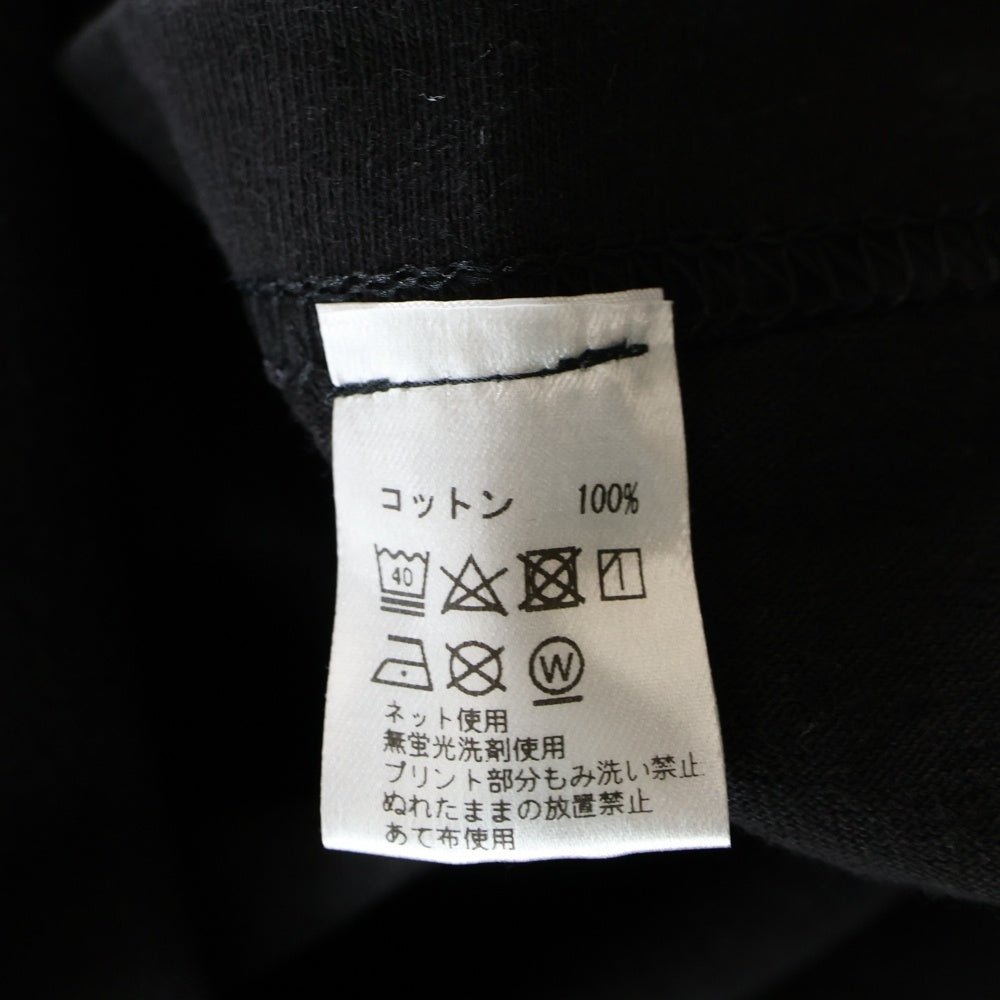 コットン 100%
40
W
ネット使用
無蛍光洗剤使用
プリント部分もみ洗い禁止
ぬれたままの放置禁止
あて布使用